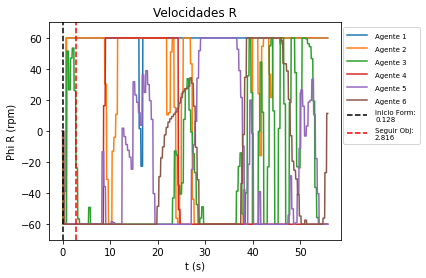 Velocidades R
Phi R (rpm)
60
40
20
0
−20
−40
−60
0
10
20
30
40
50
t (s)
Agente 1
Agente 2
Agente 3
Agente 4
Agente 5
Agente 6
Inicio Form:
0.128
Seguir Obj:
2.816